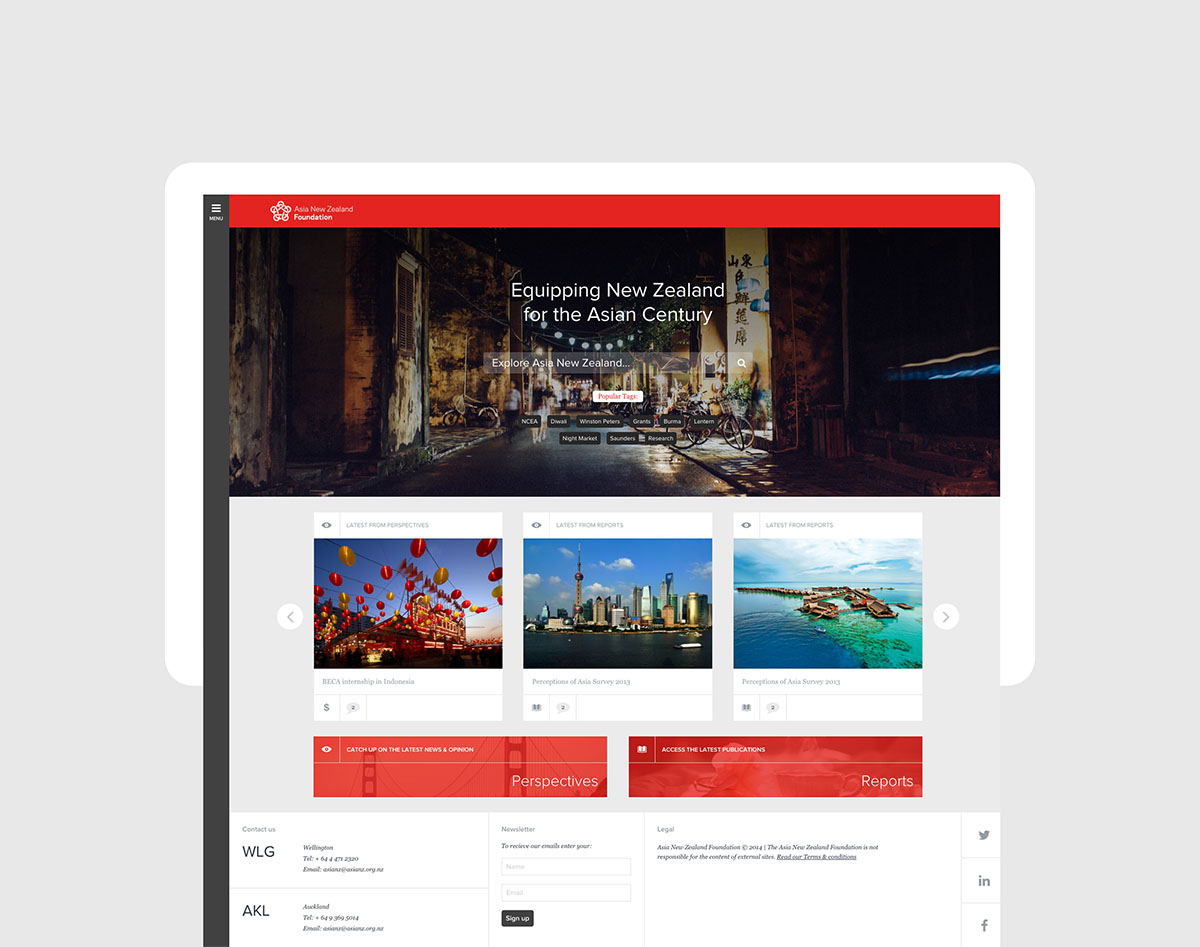 MENU
Asia New Zealand
Foundation
山東
自群筵席
Equipping New Zealand
for the Asian Century
Explore Asia New Zealand...
Popular Tags:
NCEA Diwali Winston Peters Grants Burma Lantern
Night Market Saunders Research
LATEST FROM PERSPECTIVES
LATEST FROM REPORTS
LATEST FROM REPORTS
BECA internship in Indonesia
Perceptions of Asia Survey 2013
Perceptions of Asia Survey 2013
$ 2
2
2
CATCH UP ON THE LATEST NEWS & OPINION
Perspectives
ACCESS THE LATEST PUBLICATIONS
Reports
Contact us
WLG
Wellington
Tel: + 64 4 471 2320
Email: asianz@asianz.org.nz
AKL
Auckland
Tel: + 64 9 369 5014
Email: asianz@asianz.org.nz
Newsletter
To recieve our emails enter your:
Name
Email
Sign up
Legal
Asia New Zealand Foundation © 2014 | The Asia New Zealand Foundation is not
responsible for the content of external sites. Read our Terms & conditions